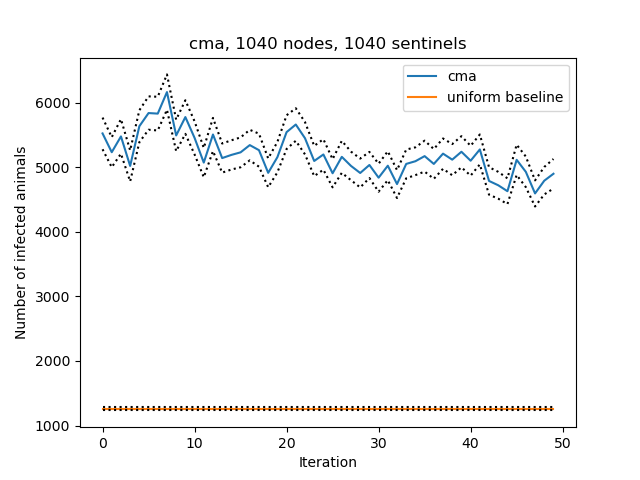 cma, 1040 nodes, 1040 sentinels
cma
uniform baseline
Number of infected animals
6000
5000
4000
3000
2000
1000
0 10 20 30 40 50
Iteration